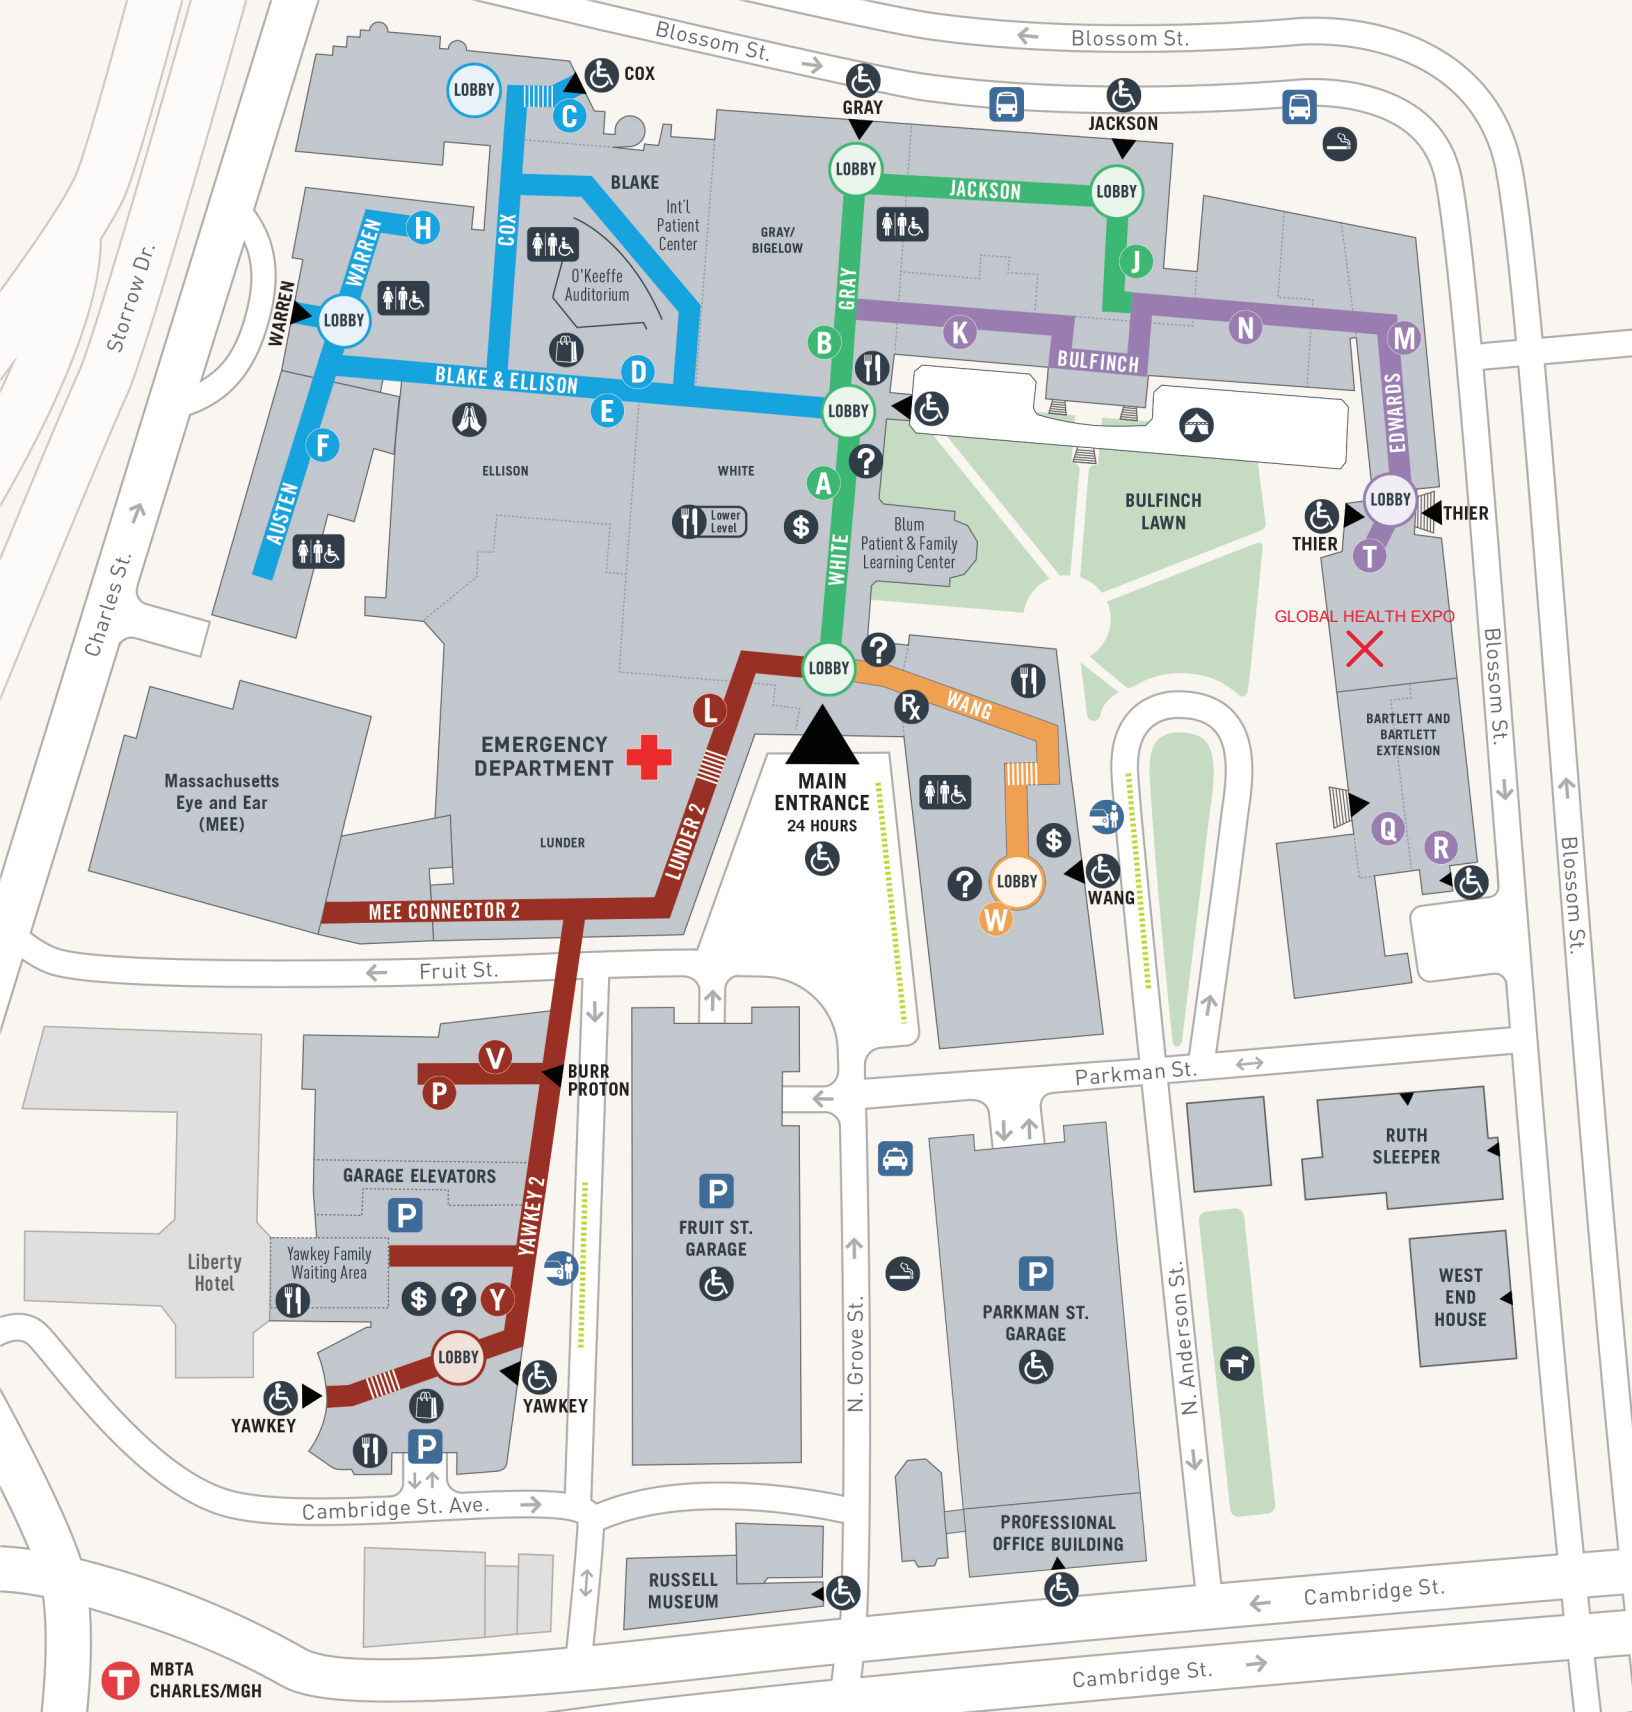 Blossom St.
Blossom St.
LOBBY
COX
C
GRAY
JACKSON
BLAKE
LOBBY
JACKSON
LOBBY
Int'l
Patient
Center
COX
WARREN
H
GRAY/
BIGELOW
O'Keeffe
Auditorium
GRAY
J
Storrow Dr.
WARREN
LOBBY
B
K
N
M
BULFINCH
BLAKE & ELLISON
D
E
LOBBY
EDWARDS
F
ELLISON
WHITE
A
?
Lower
Level
$
BULFINCH
LAWN
LOBBY
THIER
THIER
T
AUSTEN
Blum
Patient & Family
Learning Center
WHITE
Charles St.
GLOBAL HEALTH EXPO
LOBBY
?
Rx
WANG
L
Blossom St.
BARTLETT AND
BARTLETT
EXTENSION
EMERGENCY
DEPARTMENT
MAIN
ENTRANCE
24 HOURS
Massachusetts
Eye and Ear
(MEE)
LUNDER
LUNDER 2
$
?
LOBBY
WANG
W
Q
R
Blossom St.
MEE CONNECTOR 2
Fruit St.
V
P
BURR
PROTON
Parkman St.
RUTH
SLEEPER
GARAGE ELEVATORS
P
YAWKEY 2
P
FRUIT ST.
GARAGE
Liberty
Hotel
Yawkey Family
Waiting Area
$
?
Y
P
PARKMAN ST.
GARAGE
WEST
END
HOUSE
N. Grove St.
N. Anderson St.
LOBBY
YAWKEY
YAWKEY
P
Cambridge St. Ave.
PROFESSIONAL
OFFICE BUILDING
RUSSELL
MUSEUM
Cambridge St.
Cambridge St.
T
MBTA
CHARLES/MGH